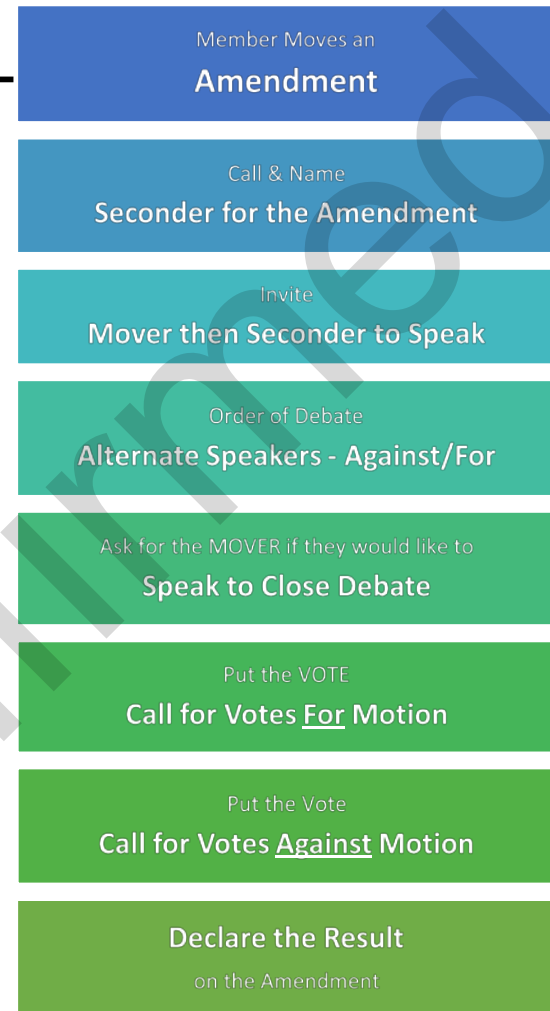 Member Moves an
Amendment
Call & Name
Seconder for the Amendment
Invite
Mover then Seconder to Speak
Order of Debate
Alternate Speakers - Against/For
Ask for the MOVER if they would like to
Speak to Close Debate
Put the VOTE
Call for Votes For Motion
Put the Vote
Call for Votes Against Motion
Declare the Result
on the Amendment